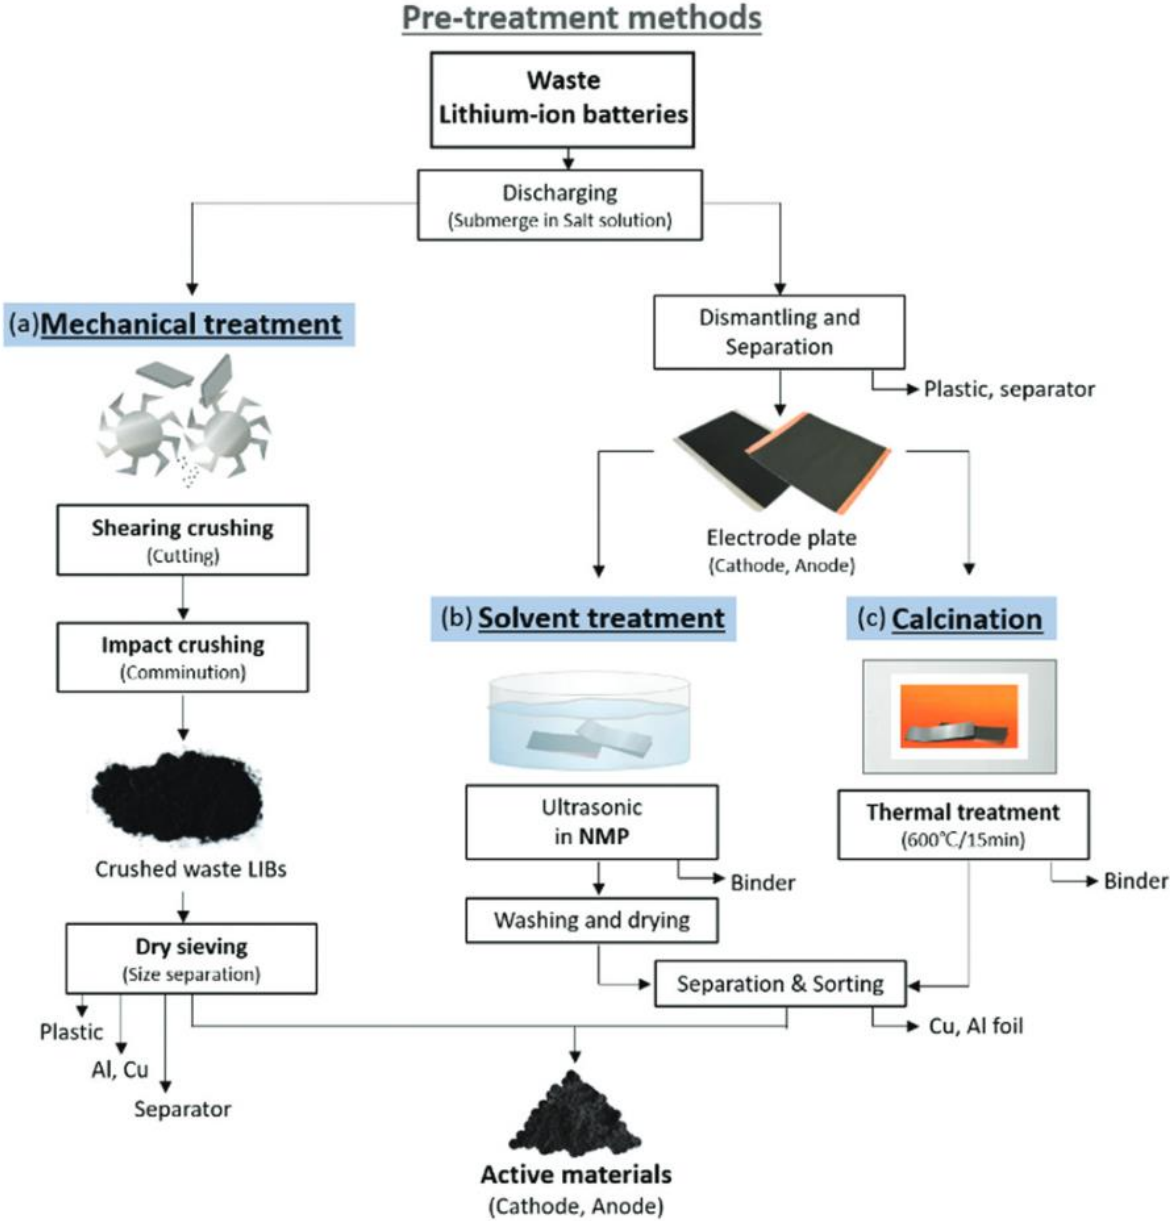 Pre-treatment methods
Waste
Lithium-ion batteries
Discharging
(Submerge in Salt solution)
(a)Mechanical treatment
Shearing crushing
(Cutting)
Impact crushing
(Comminution)
Crushed waste LIBs
Dry sieving
(Size separation)
Plastic
Al, Cu
Separator
Dismantling and
Separation
Plastic, separator
Electrode plate
(Cathode, Anode)
(b) Solvent treatment
Ultrasonic
in NMP
Binder
Washing and drying
(c) Calcination
Thermal treatment
(600℃/15min)
Binder
Separation & Sorting
Cu, Al foil
Active materials
(Cathode, Anode)